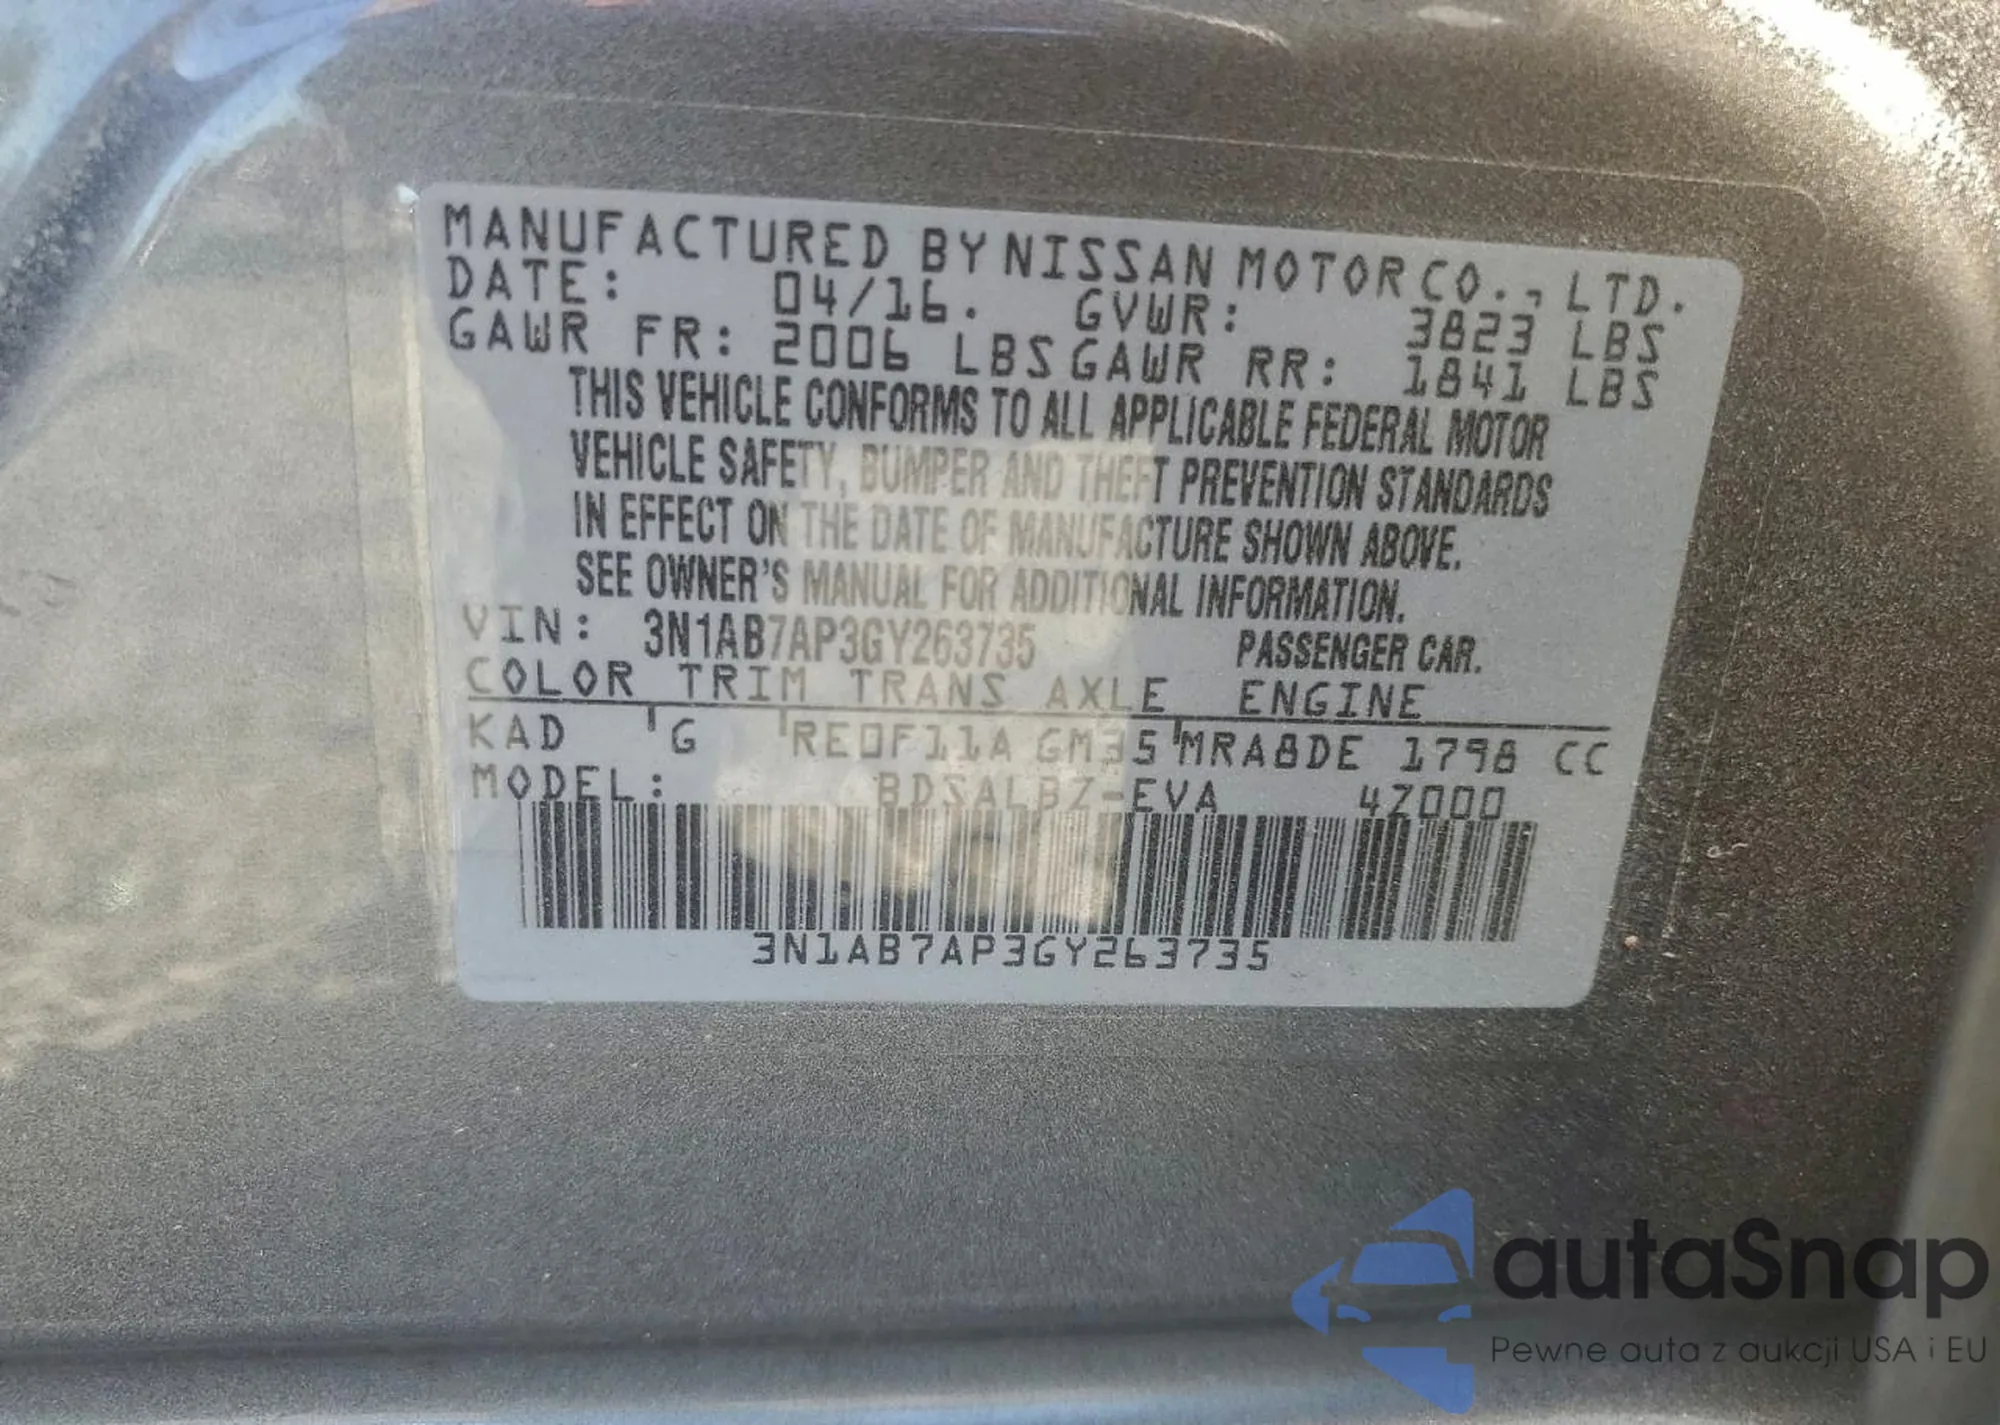 MANUFACTURED BY NISSAN MOTOR CO., LTD.
DATE: 04/16. GVWR: 3823 LBS
GAWR FR: 2006 LBS GAWR RR: 1841 LBS
THIS VEHICLE CONFORMS TO ALL APPLICABLE FEDERAL MOTOR
VEHICLE SAFETY, BUMPER AND THEFT PREVENTION STANDARDS
IN EFFECT ON THE DATE OF MANUFACTURE SHOWN ABOVE.
SEE OWNER'S MANUAL FOR ADDITIONAL INFORMATION.
VIN: 3N1AB7AP3GY263735 PASSENGER CAR.
COLOR TRIM TRANS AXLE ENGINE
KAD G RE0F11A GM35 MRA8DE 1798 CC
MODEL: BDSALBZ-EVA 4Z000
3N1AB7AP3GY263735
autaSnap
Pewne auta z aukcji USA i EU